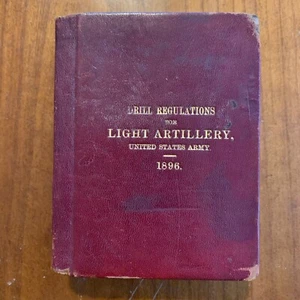 DRILL REGULATIONS
FOR
LIGHT ARTILLERY,
UNITED STATES ARMY.
1896.